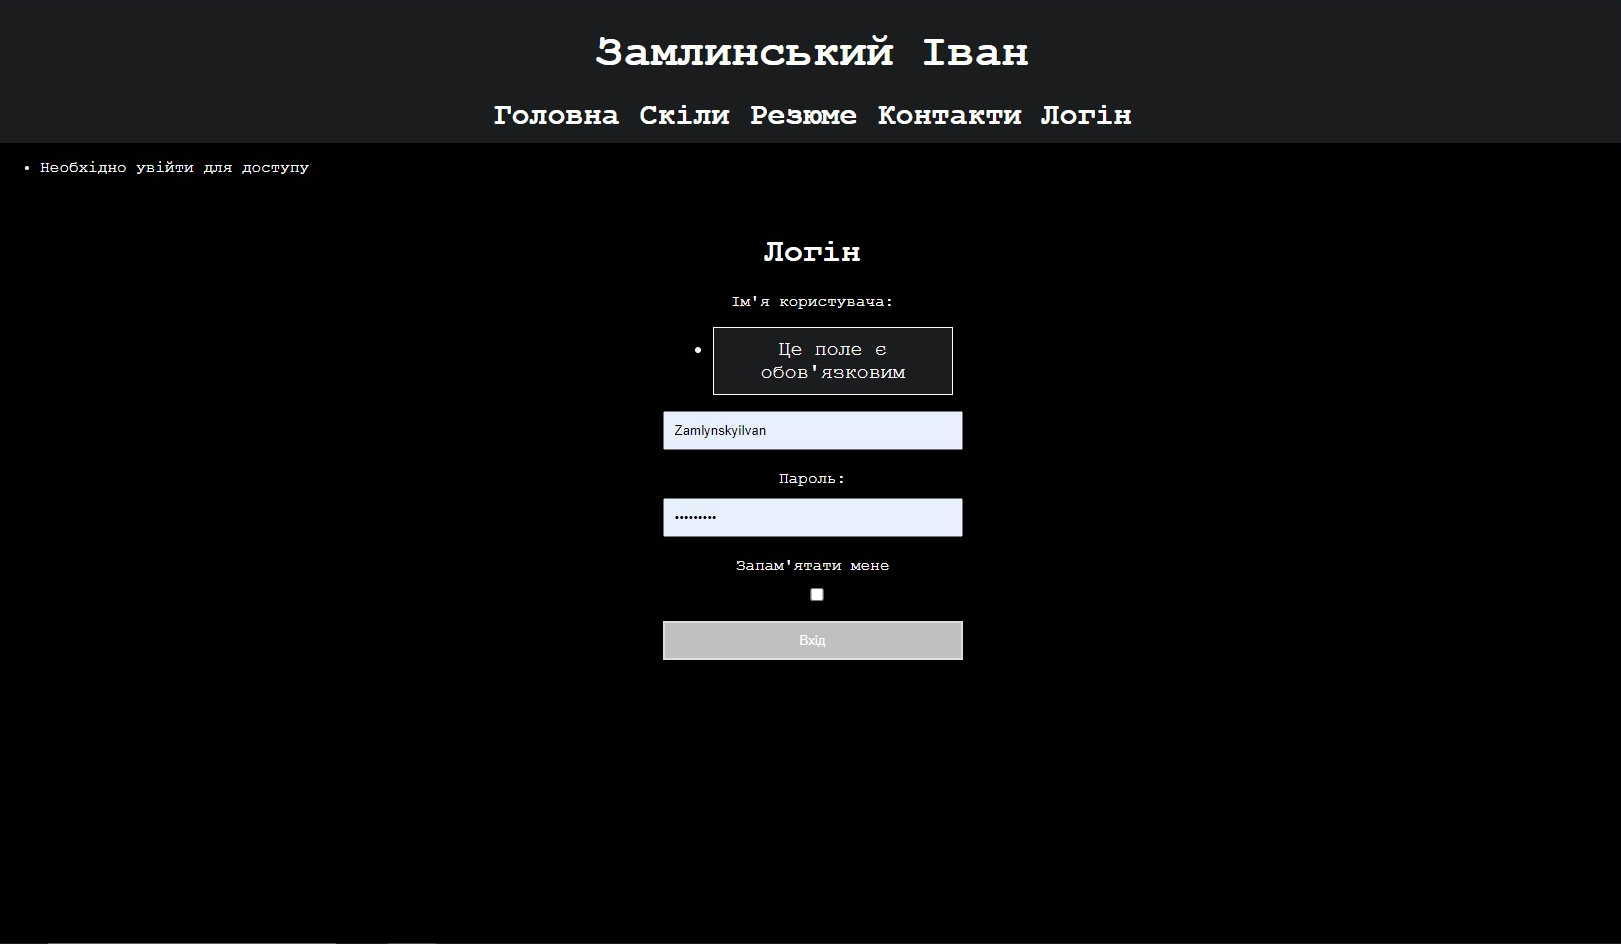 Замлинський Іван
Головна Скіли Резюме Контакти Логін
Необхідно увійти для доступу
Логін
Ім'я користувача:
Це поле є
обов'язковим
ZamlynskyiIvan
Пароль:
•••••••••
Запам'ятати мене
Вхід